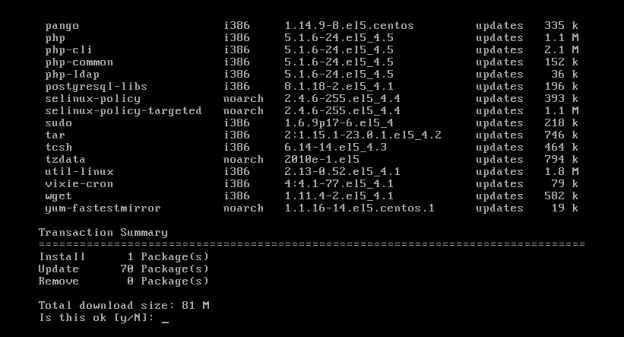 pango i386 1.14.9-8.el5.centos updates 335 k
php i386 5.1.6-24.el5_4.5 updates 1.1 M
php-cli i386 5.1.6-24.el5_4.5 updates 2.1 M
php-common i386 5.1.6-24.el5_4.5 updates 152 k
php-ldap i386 5.1.6-24.el5_4.5 updates 36 k
postgresql-libs i386 8.1.18-2.el5_4.1 updates 196 k
selinux-policy noarch 2.4.6-255.el5_4.4 updates 393 k
selinux-policy-targeted noarch 2.4.6-255.el5_4.4 updates 1.1 M
sudo i386 1.6.9p17-6.el5_4 updates 218 k
tar i386 2:1.15.1-23.0.1.el5_4.2 updates 746 k
tcsh i386 6.14-14.el5_4.3 updates 464 k
tzdata noarch 2010e-1.el5 updates 794 k
util-linux i386 2.13-0.52.el5_4.1 updates 1.8 M
vixie-cron i386 4:4.1-77.el5_4.1 updates 79 k
wget i386 1.11.4-2.el5_4.1 updates 582 k
yum-fastestmirror noarch 1.1.16-14.el5.centos.1 updates 19 k
Transaction Summary
================================================================================
Install 1 Package(s)
Update 70 Package(s)
Remove 0 Package(s)
Total download size: 81 M
Is this ok [y/N]: _